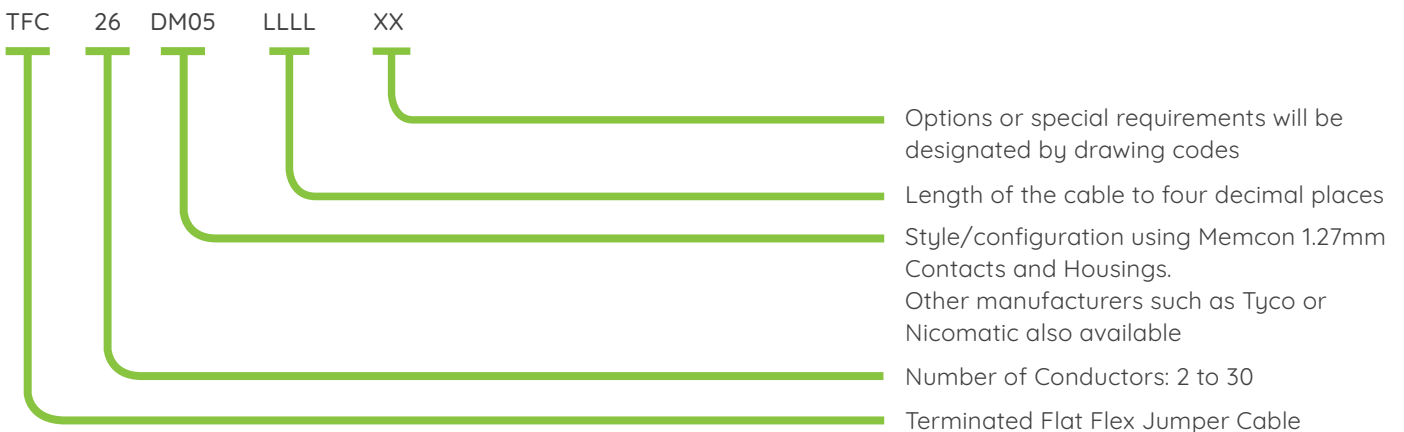 TFC 26 DM05 LLLL XX
Options or special requirements will be
designated by drawing codes
Length of the cable to four decimal places
Style/configuration using Memcon 1.27mm
Contacts and Housings.
Other manufacturers such as Tyco or
Nicomatic also available
Number of Conductors: 2 to 30
Terminated Flat Flex Jumper Cable